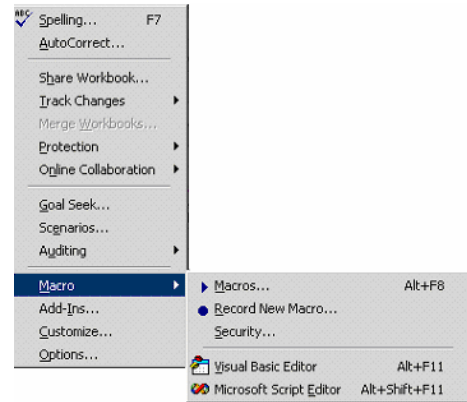 ABC
Spelling... F7
AutoCorrect...
Share Workbook...
Track Changes
Merge Workbooks...
Protection
Online Collaboration
Goal Seek...
Scenarios...
Auditing
Macro
Macros... Alt+F8
Add-Ins...
Record New Macro...
Customize...
Security...
Options...
Visual Basic Editor Alt+F11
Microsoft Script Editor Alt+Shift+F11